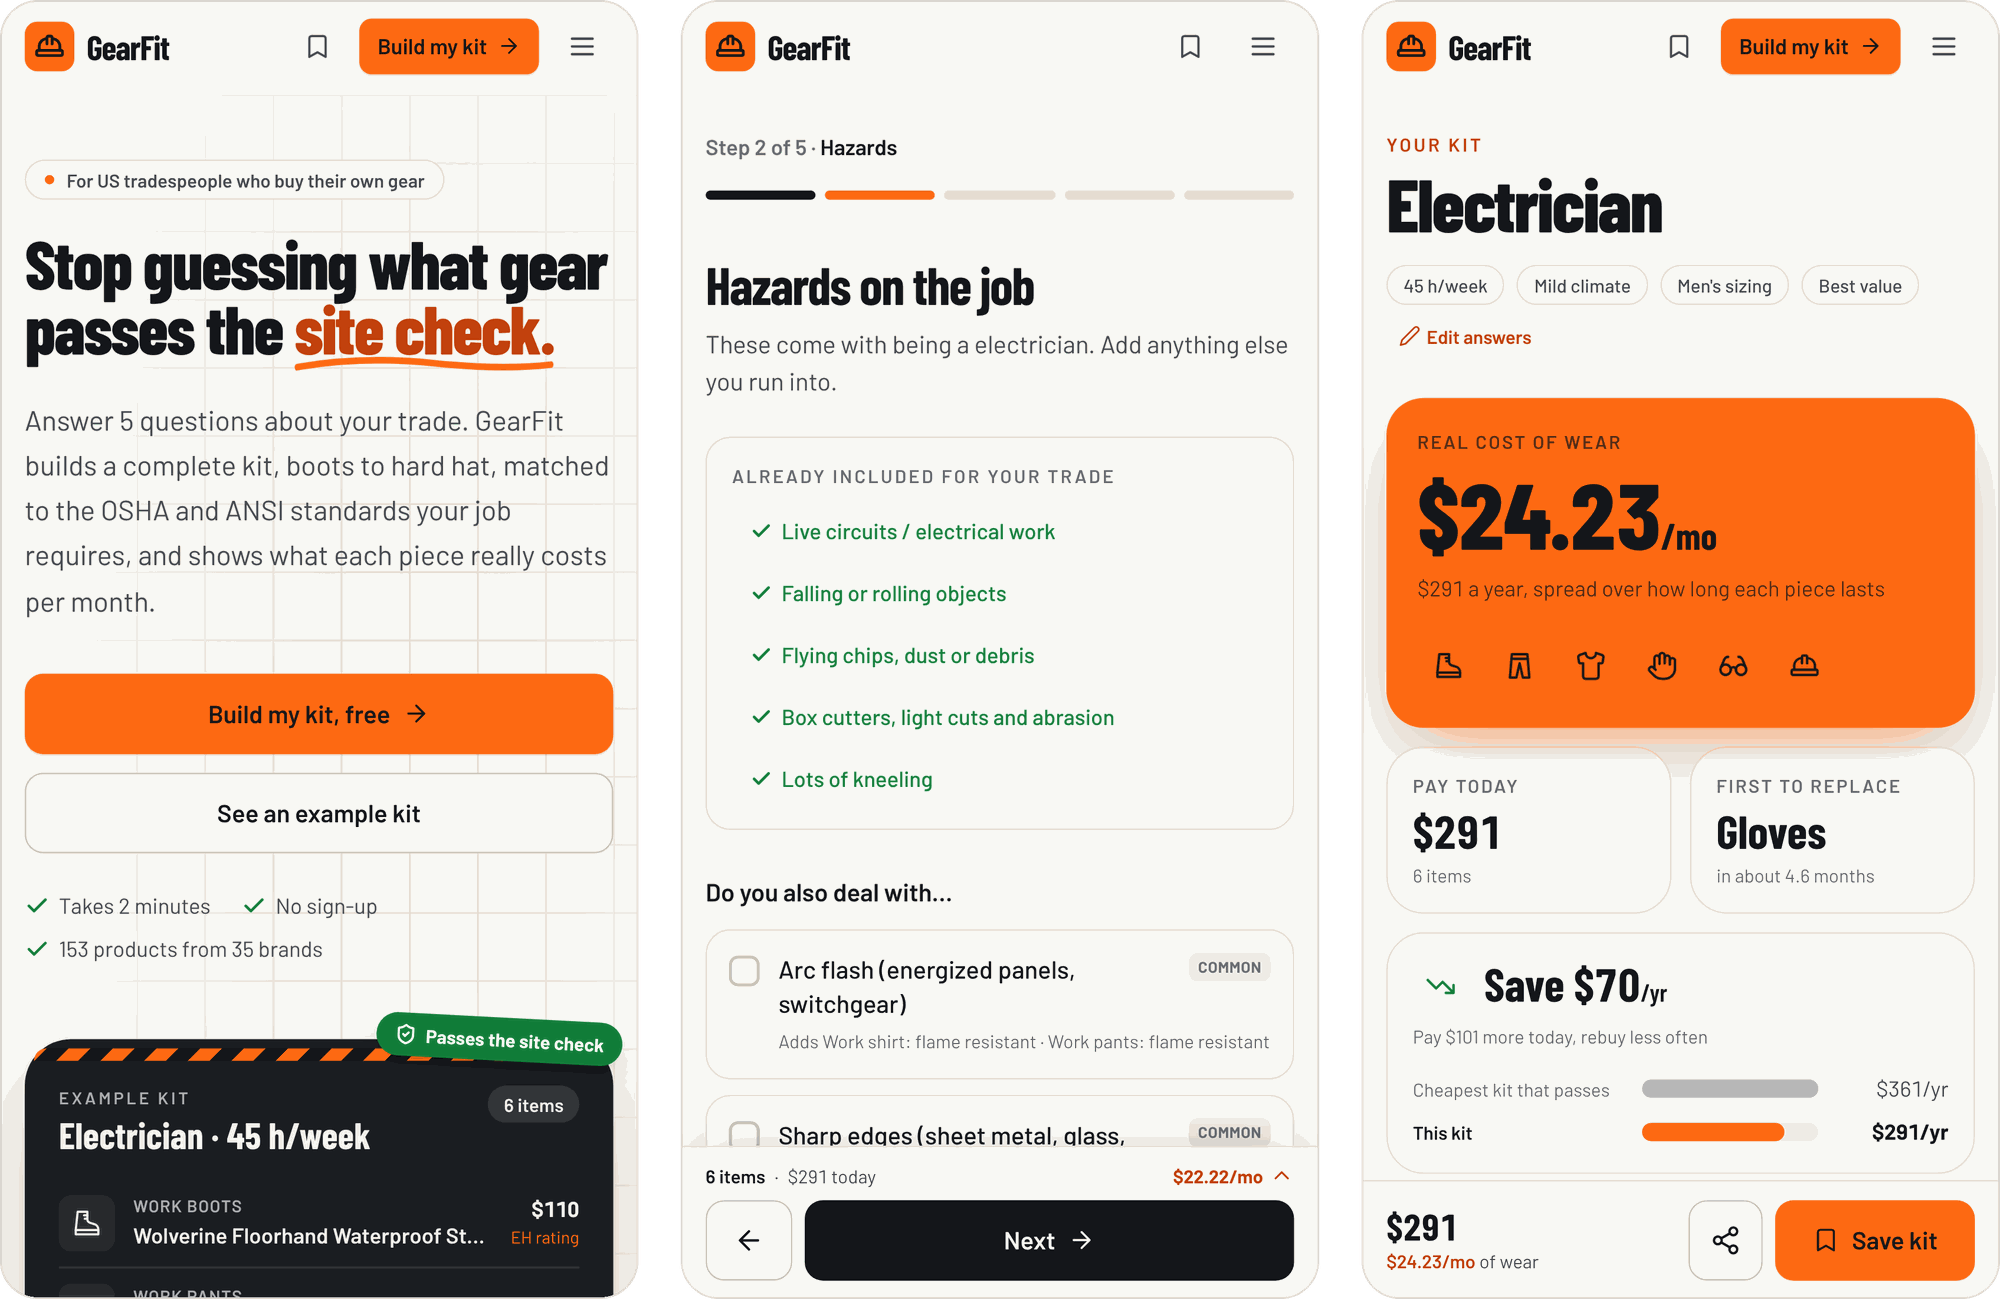 GearFit
Build my kit →
For US tradespeople who buy their own gear
Stop guessing what gear
passes the site check.
Answer 5 questions about your trade. GearFit
builds a complete kit, boots to hard hat, matched
to the OSHA and ANSI standards your job
requires, and shows what each piece really costs
per month.
Build my kit, free →
See an example kit
Takes 2 minutes
No sign-up
153 products from 35 brands
Passes the site check
EXAMPLE KIT
6 items
Electrician · 45 h/week
WORK BOOTS
$110
Wolverine Floorhand Waterproof St...
EH rating
WORK PANTS
GearFit
Step 2 of 5 · Hazards
Hazards on the job
These come with being a electrician. Add anything else
you run into.
ALREADY INCLUDED FOR YOUR TRADE
Live circuits / electrical work
Falling or rolling objects
Flying chips, dust or debris
Box cutters, light cuts and abrasion
Lots of kneeling
Do you also deal with...
Arc flash (energized panels,
switchgear)
COMMON
Adds Work shirt: flame resistant · Work pants: flame resistant
Sharp edges (sheet metal, glass,
COMMON
6 items · $291 today
$22.22/mo
Next →
GearFit
Build my kit →
YOUR KIT
Electrician
45 h/week
Mild climate
Men's sizing
Best value
Edit answers
REAL COST OF WEAR
$24.23/mo
$291 a year, spread over how long each piece lasts
PAY TODAY
$291
6 items
FIRST TO REPLACE
Gloves
in about 4.6 months
Save $70/yr
Pay $101 more today, rebuy less often
Cheapest kit that passes
$361/yr
This kit
$291/yr
$291
$24.23/mo of wear
Save kit